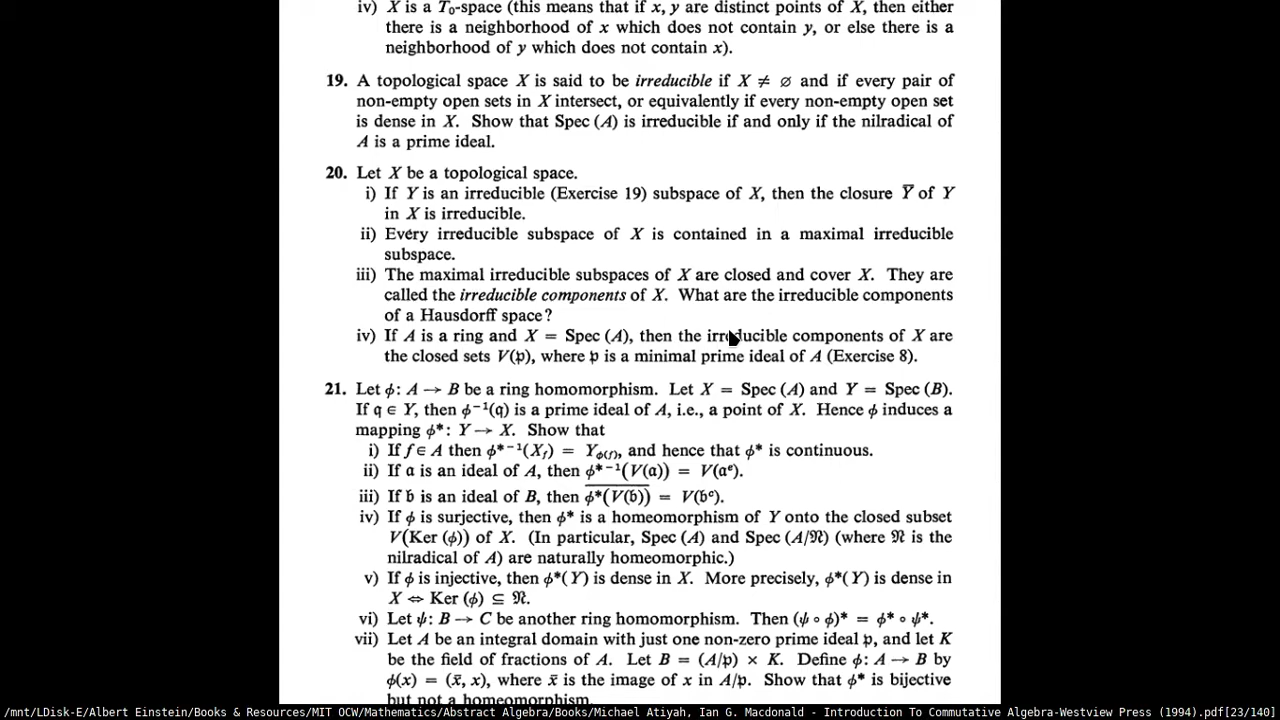 iv) X is a T₀-space (this means that if x, y are distinct points of X, then either
there is a neighborhood of x which does not contain y, or else there is a
neighborhood of y which does not contain x).
19. A topological space X is said to be irreducible if X ≠ ∅ and if every pair of
non-empty open sets in X intersect, or equivalently if every non-empty open set
is dense in X. Show that Spec (A) is irreducible if and only if the nilradical of
A is a prime ideal.
20. Let X be a topological space.
i) If Y is an irreducible (Exercise 19) subspace of X, then the closure Y̅ of Y
in X is irreducible.
ii) Every irreducible subspace of X is contained in a maximal irreducible
subspace.
iii) The maximal irreducible subspaces of X are closed and cover X. They are
called the irreducible components of X. What are the irreducible components
of a Hausdorff space?
iv) If A is a ring and X = Spec (A), then the irreducible components of X are
the closed sets V(𝔭), where 𝔭 is a minimal prime ideal of A (Exercise 8).
21. Let ϕ: A → B be a ring homomorphism. Let X = Spec (A) and Y = Spec (B).
If 𝔮 ∈ Y, then ϕ⁻¹(𝔮) is a prime ideal of A, i.e., a point of X. Hence ϕ induces a
mapping ϕ*: Y → X. Show that
i) If f ∈ A then ϕ*⁻¹(X_f) = Y_ϕ(f), and hence that ϕ* is continuous.
ii) If 𝔞 is an ideal of A, then ϕ*⁻¹(V(𝔞)) = V(𝔞ᵉ).
iii) If 𝔟 is an ideal of B, then \overline{ϕ*(V(𝔟))} = V(𝔟ᶜ).
iv) If ϕ is surjective, then ϕ* is a homeomorphism of Y onto the closed subset
V(Ker (ϕ)) of X. (In particular, Spec (A) and Spec (A/𝔑) (where 𝔑 is the
nilradical of A) are naturally homeomorphic.)
v) If ϕ is injective, then ϕ*(Y) is dense in X. More precisely, ϕ*(Y) is dense in
X ⇔ Ker (ϕ) ⊆ 𝔑.
vi) Let ψ: B → C be another ring homomorphism. Then (ψ ∘ ϕ)* = ϕ* ∘ ψ*.
vii) Let A be an integral domain with just one non-zero prime ideal 𝔭, and let K
be the field of fractions of A. Let B = (A/𝔭) × K. Define ϕ: A → B by
ϕ(x) = (x̄, x), where x̄ is the image of x in A/𝔭. Show that ϕ* is bijective
but not a homeomorphism.
/mnt/LDisk-E/Albert Einstein/Books & Resources/MIT OCW/Mathematics/Abstract Algebra/Books/Michael Atiyah, Ian G. Macdonald - Introduction To Commutative Algebra-Westview Press (1994).pdf[23/140]